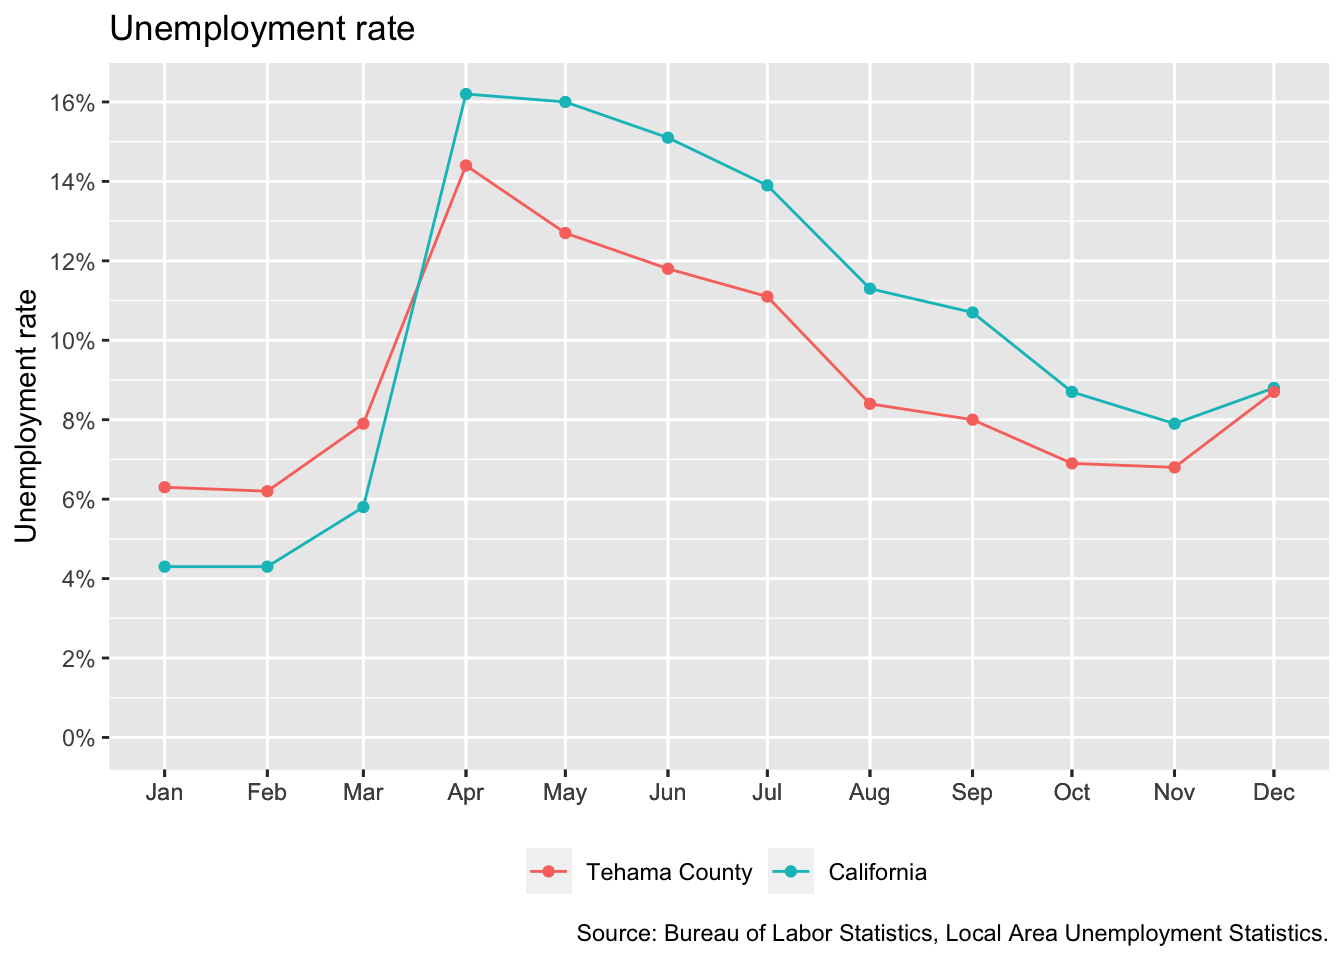 Unemployment rate
Unemployment rate
16%
14%
12%
10%
8%
6%
4%
2%
0%
Jan Feb Mar Apr May Jun Jul Aug Sep Oct Nov Dec
Tehama County California
Source: Bureau of Labor Statistics, Local Area Unemployment Statistics.